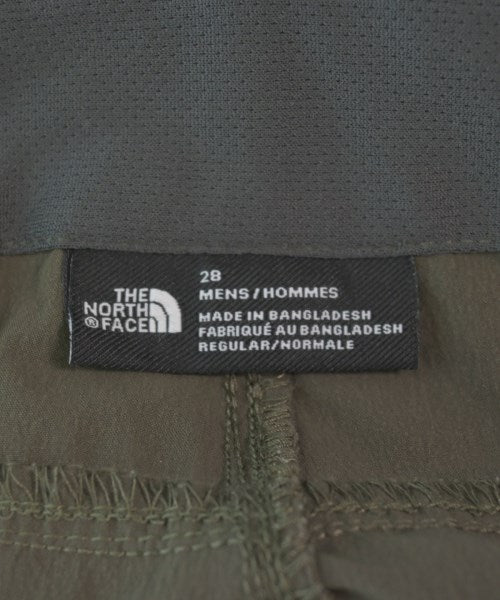 THE
NORTH
® FACE
28
MENS/HOMMES
MADE IN BANGLADESH
FABRIQUÉ AU BANGLADESH
REGULAR/NORMALE